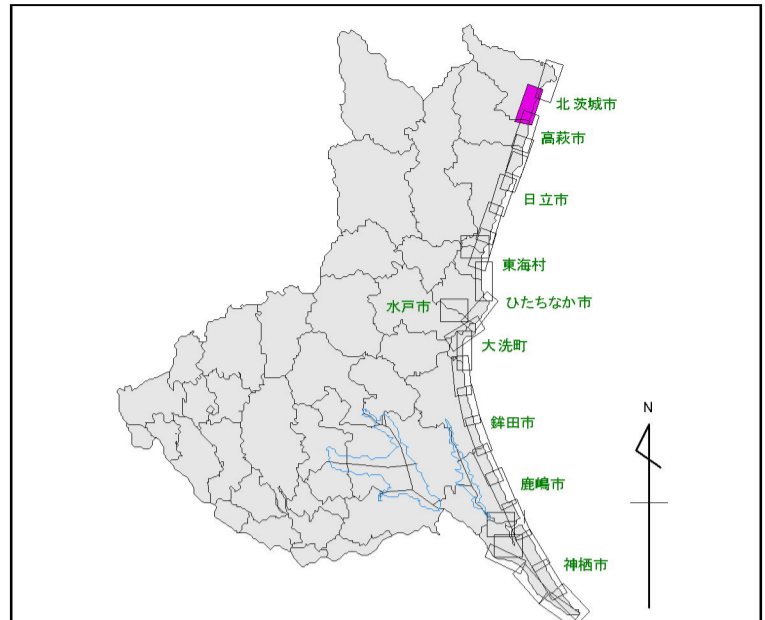 北茨城市
高萩市
日立市
東海村
ひたちなか市
水戸市
大洗町
鉾田市
N
鹿嶋市
神栖市